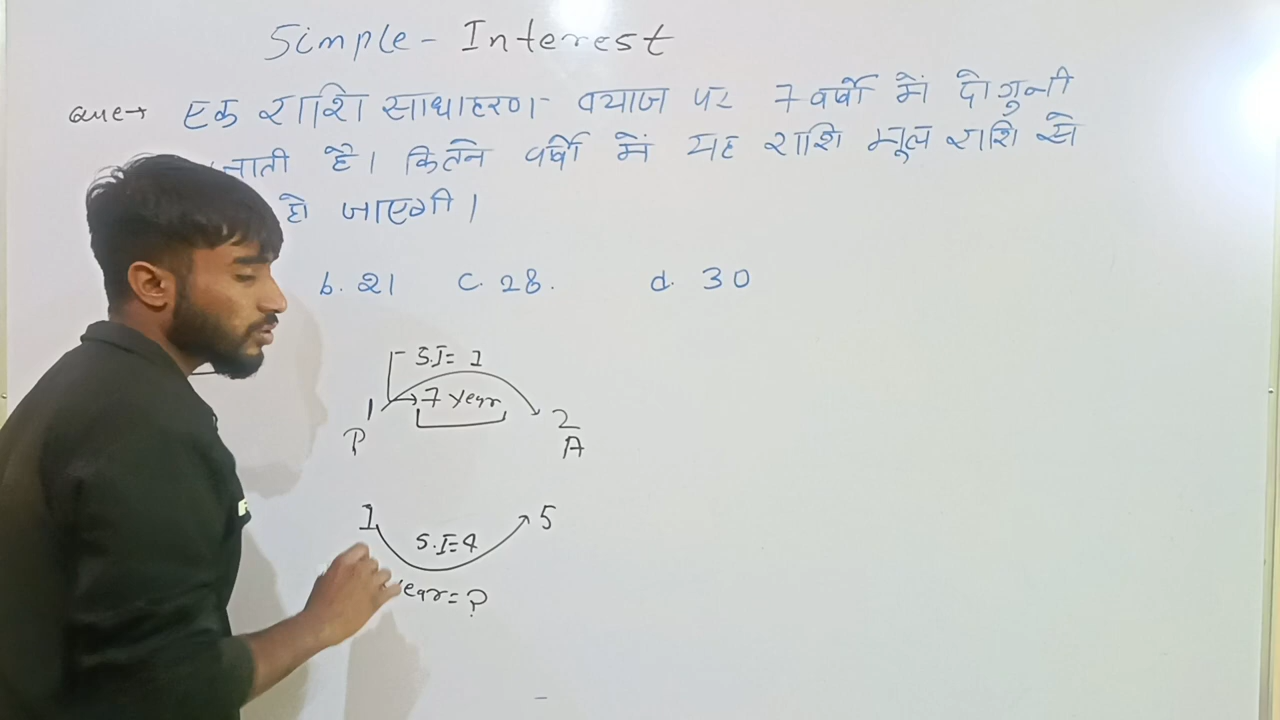 Simple - Interest
Que→ एक राशि साधाहरण व्याज पर 7 वर्षो में दोगुनी
जाती है। कितने वर्षो में यह राशि मूल राशि से
हो जाएगी।
b. 21 c. 28. d. 30
S.I= 1
1 → 7 year 2
P A
1 5
S.I=4
year = ?